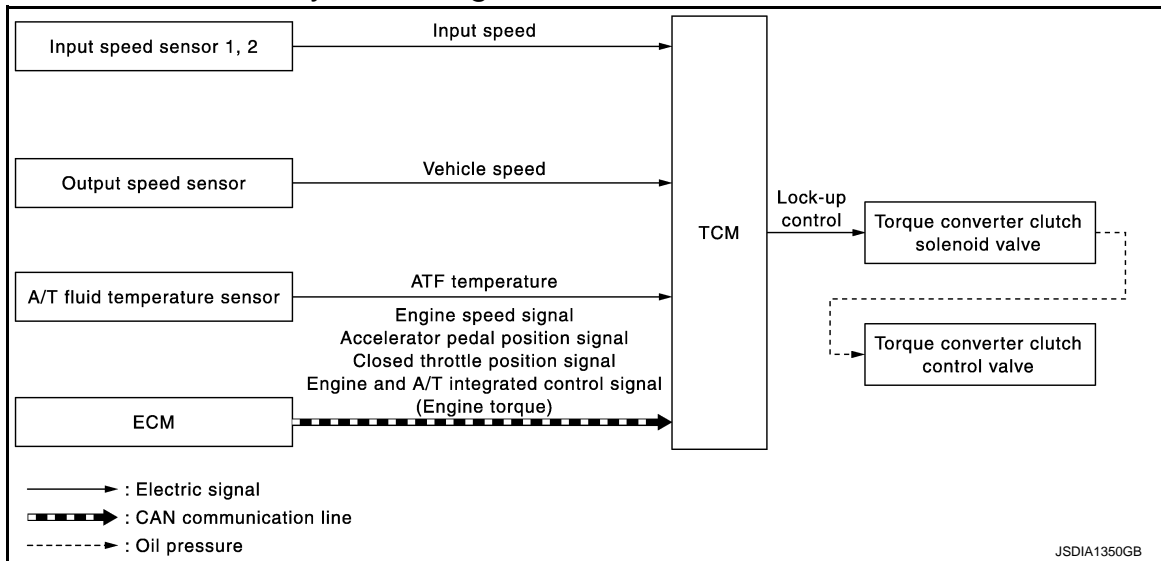 Input speed sensor 1, 2
Input speed
Output speed sensor
Vehicle speed
A/T fluid temperature sensor
ATF temperature
Engine speed signal
Accelerator pedal position signal
Closed throttle position signal
Engine and A/T integrated control signal
(Engine torque)
ECM
TCM
Lock-up
control
Torque converter clutch
solenoid valve
Torque converter clutch
control valve
: Electric signal
: CAN communication line
: Oil pressure
JSDIA1350GB